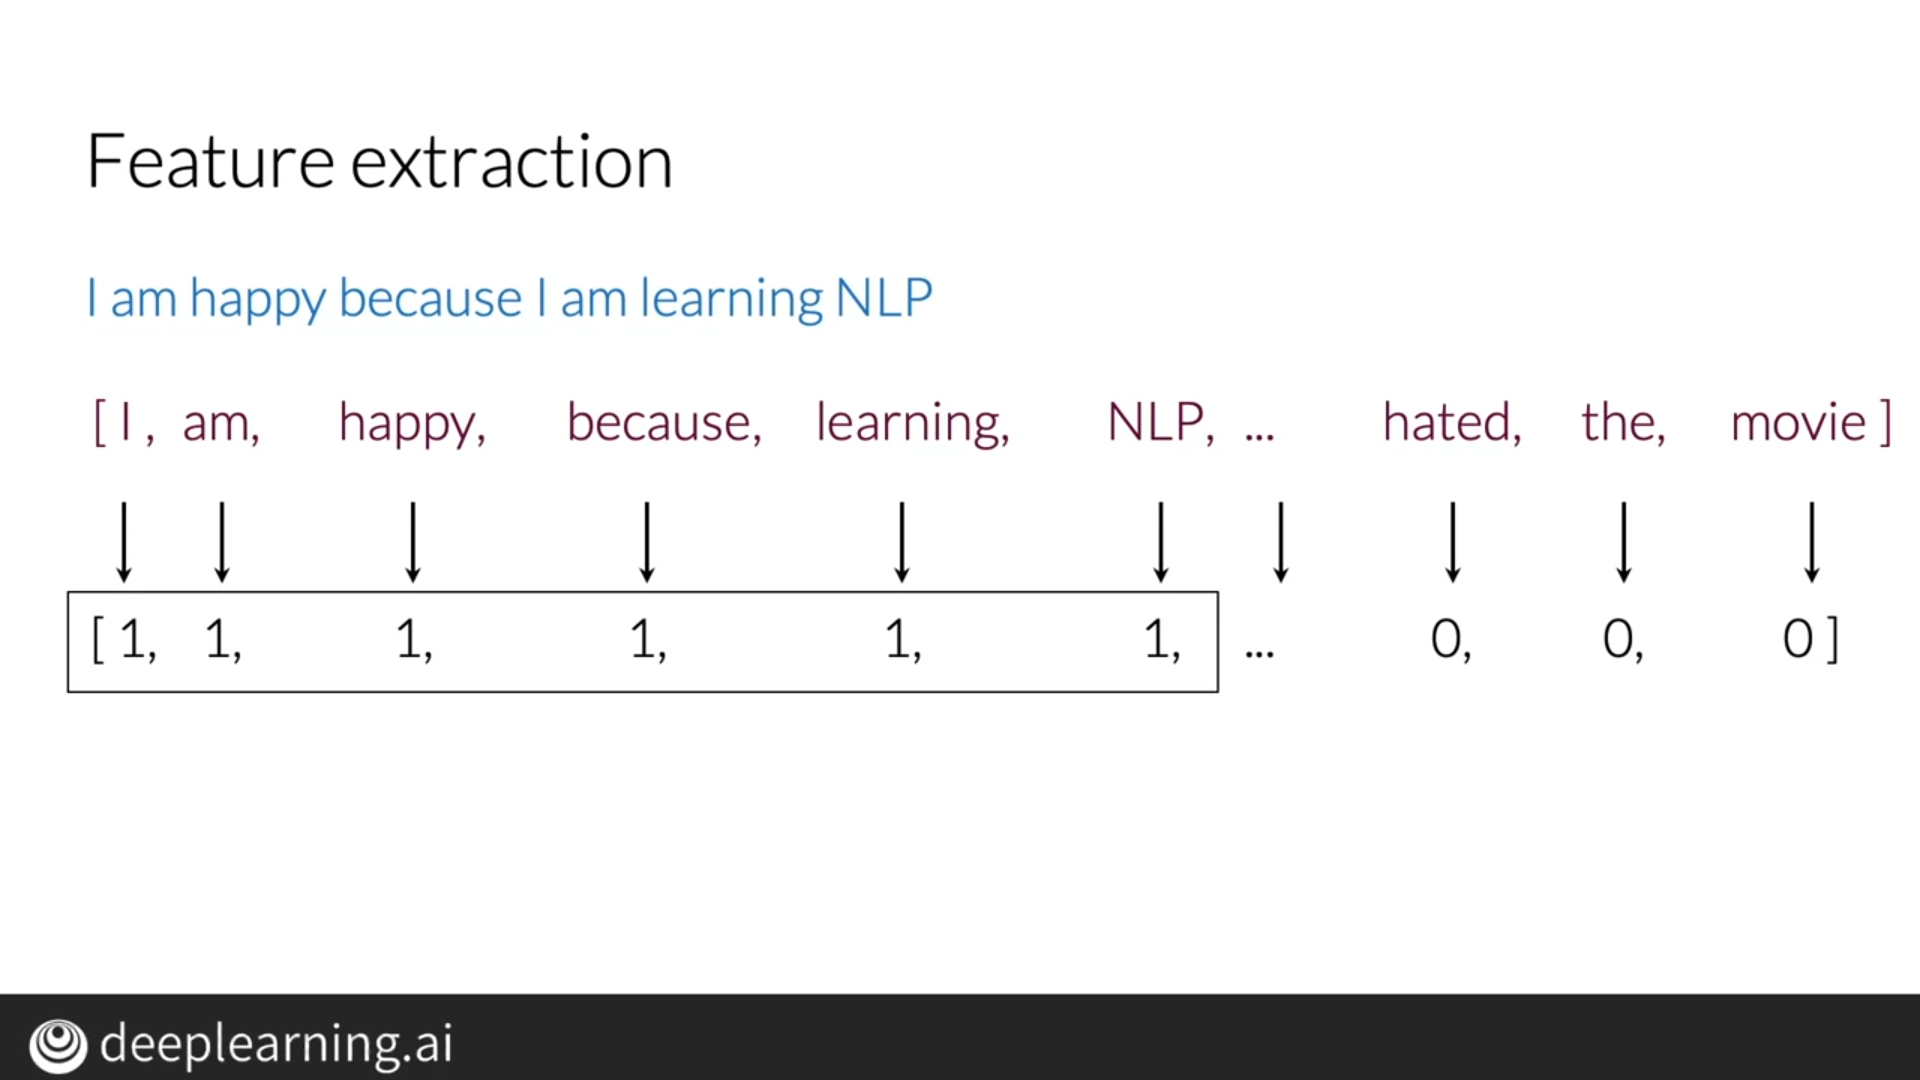 Feature extraction
I am happy because I am learning NLP
[ I , am, happy, because, learning, NLP, ... hated, the, movie ]
[ 1, 1, 1, 1, 1, 1, ... 0, 0, 0 ]
deeplearning.ai